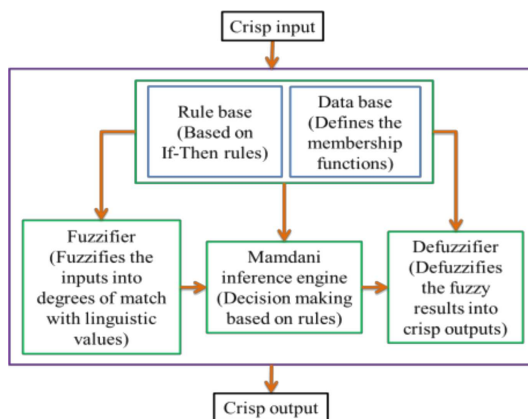 Crisp input
Rule base
(Based on
If-Then rules)
Data base
(Defines the
membership
functions)
Fuzzifier
(Fuzzifies the
inputs into
degrees of match
with linguistic
values)
Mamdani
inference engine
(Decision making
based on rules)
Defuzzifier
(Defuzzifies
the fuzzy
results into
crisp outputs)
Crisp output